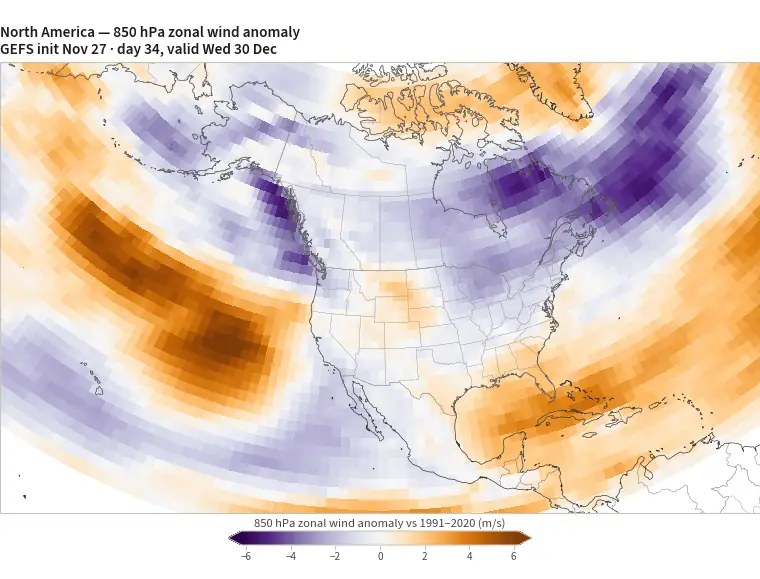 North America — 850 hPa zonal wind anomaly
GEFS init Nov 27 · day 34, valid Wed 30 Dec
850 hPa zonal wind anomaly vs 1991–2020 (m/s)
−6 −4 −2 0 2 4 6